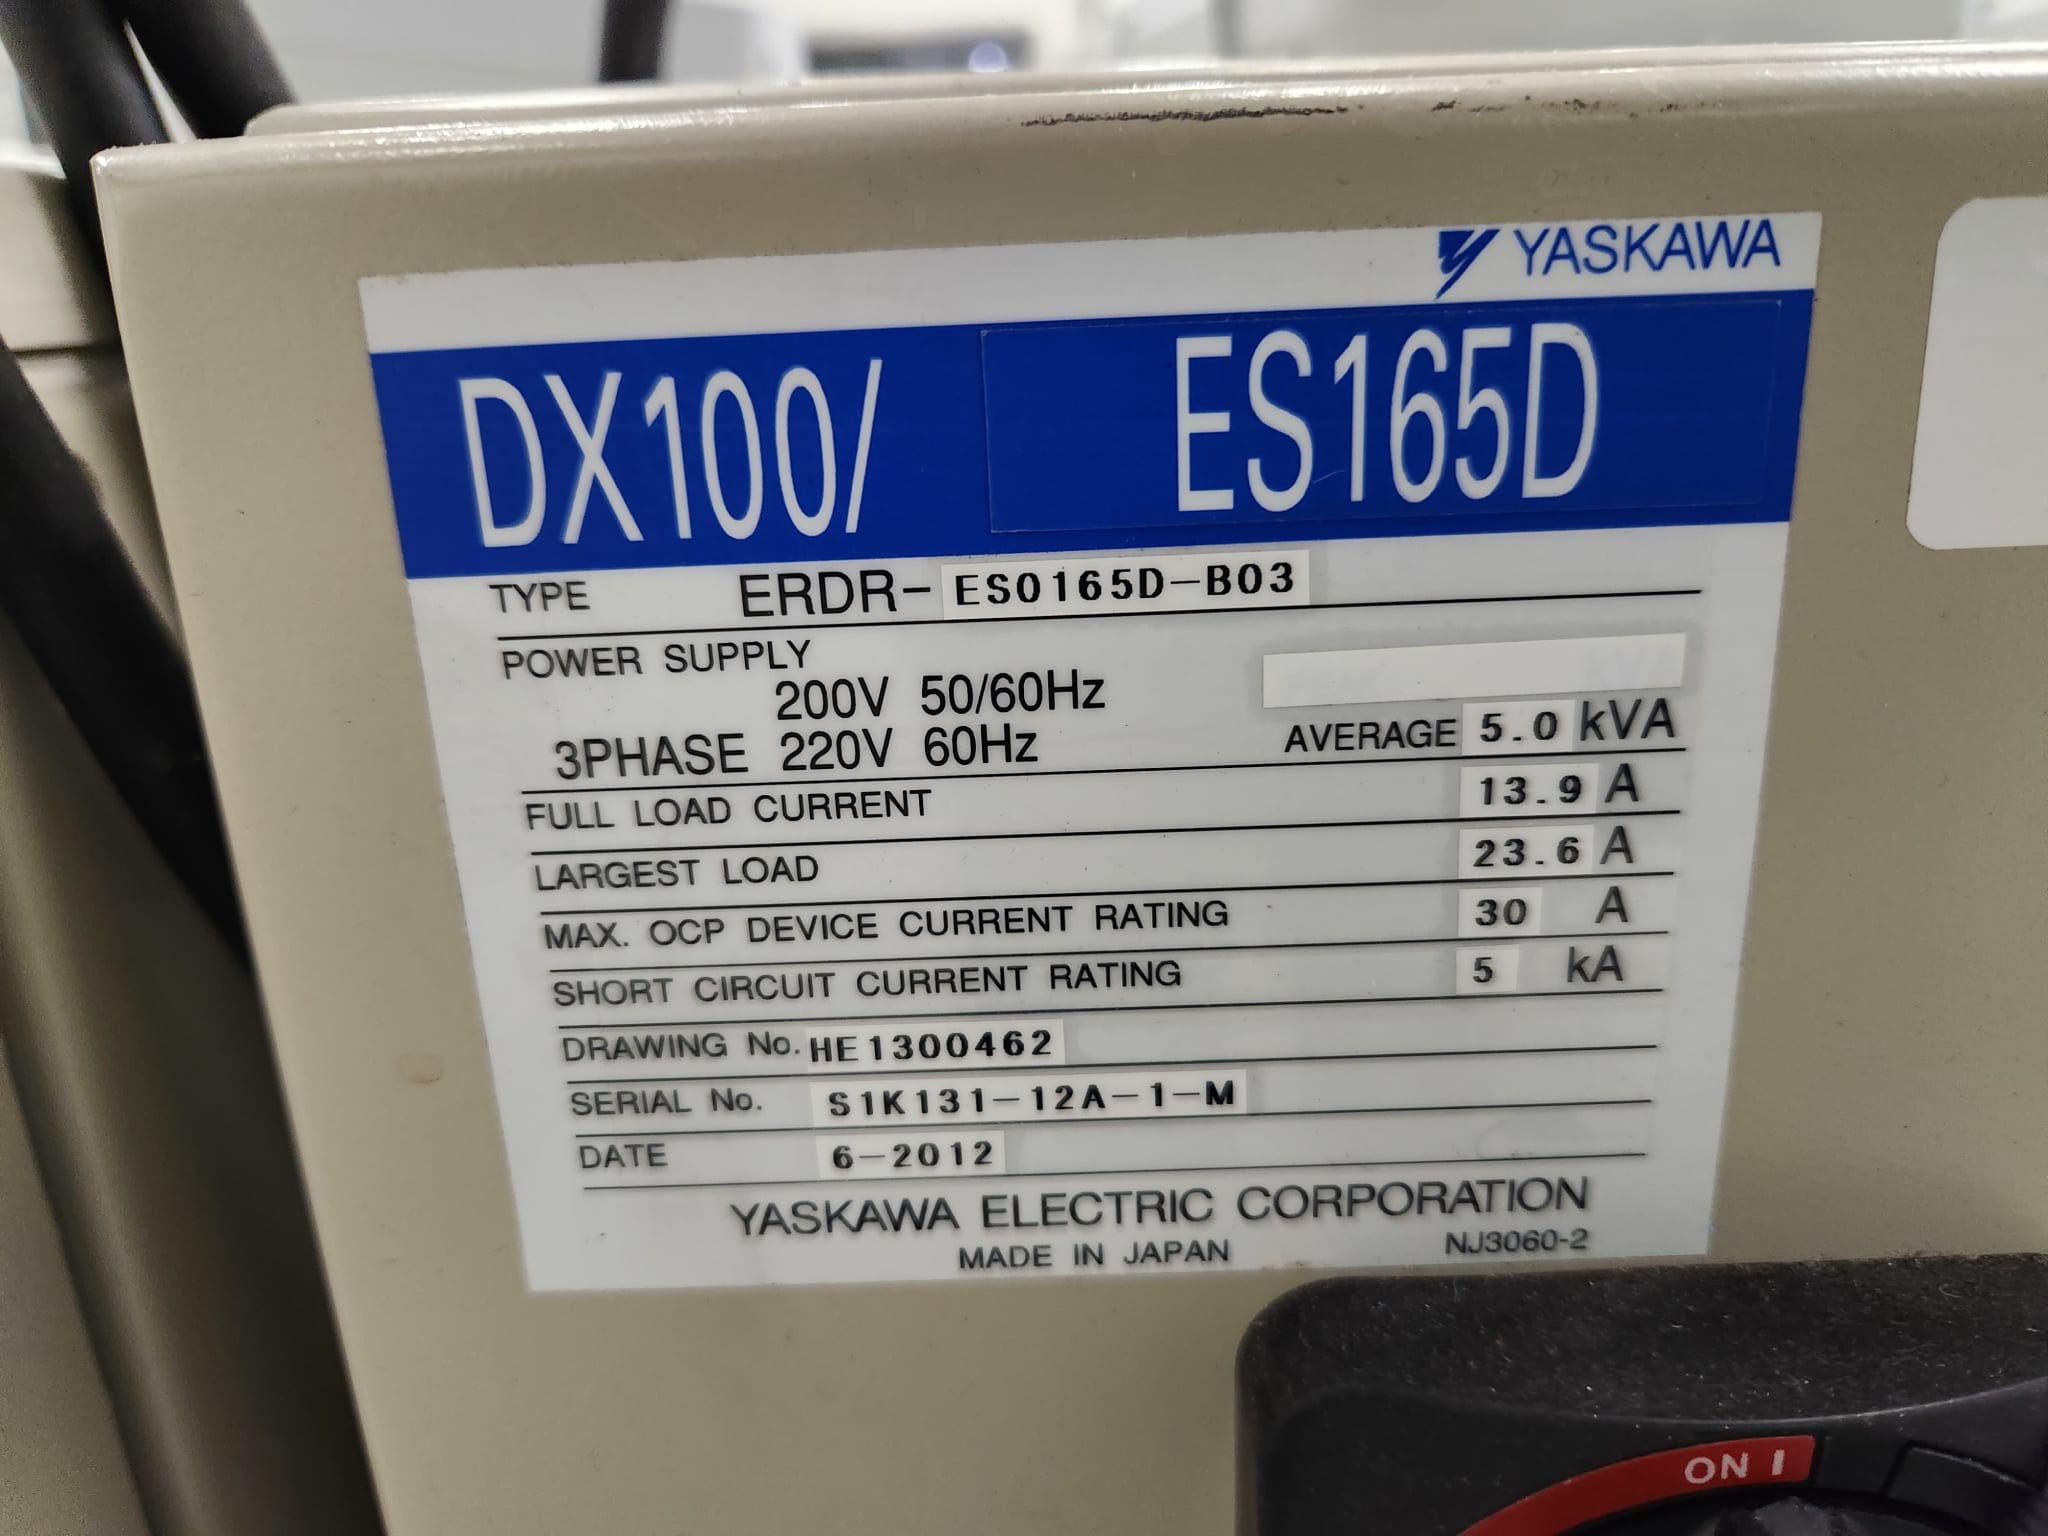 YASKAWA
DX100/ ES165D
TYPE ERDR-ES0165D-B03
POWER SUPPLY
200V 50/60Hz
3PHASE 220V 60Hz AVERAGE 5.0 kVA
FULL LOAD CURRENT 13.9 A
LARGEST LOAD 23.6 A
MAX. OCP DEVICE CURRENT RATING 30 A
SHORT CIRCUIT CURRENT RATING 5 kA
DRAWING No. HE1300462
SERIAL No. S1K131-12A-1-M
DATE 6-2012
YASKAWA ELECTRIC CORPORATION
MADE IN JAPAN NJ3060-2
ON I